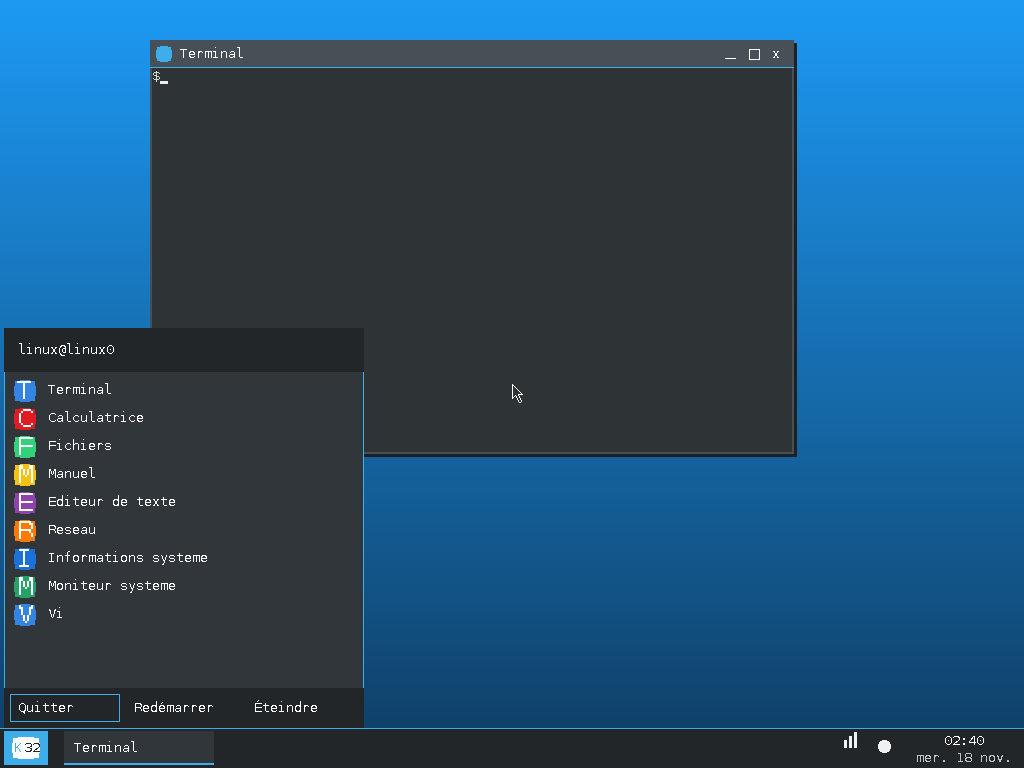 Terminal
$
linux@linux0
Terminal
Calculatrice
Fichiers
Manuel
Editeur de texte
Reseau
Informations systeme
Moniteur systeme
Vi
Quitter Redémarrer Éteindre
K32 Terminal 02:40
mer. 18 nov.